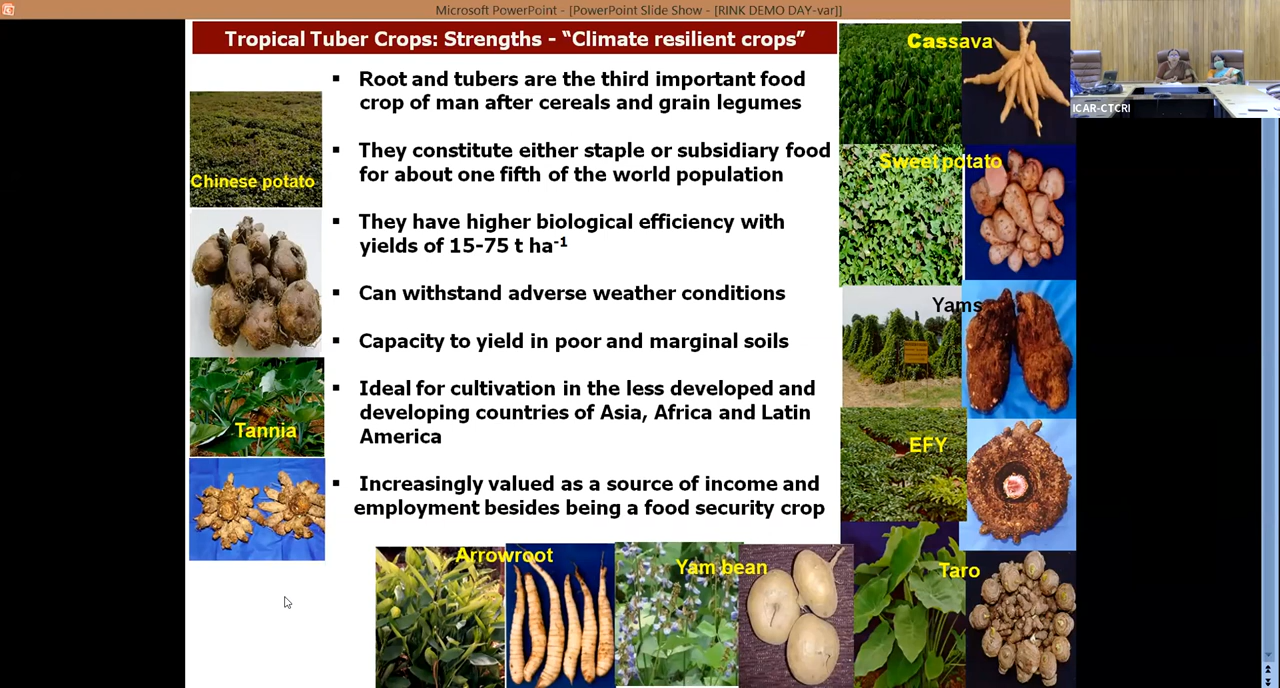 Microsoft PowerPoint - [PowerPoint Slide Show - [RINK DEMO DAY-var]]
Tropical Tuber Crops: Strengths - “Climate resilient crops”
▪ Root and tubers are the third important food
crop of man after cereals and grain legumes
▪ They constitute either staple or subsidiary food
for about one fifth of the world population
▪ They have higher biological efficiency with
yields of 15-75 t ha-1
▪ Can withstand adverse weather conditions
▪ Capacity to yield in poor and marginal soils
▪ Ideal for cultivation in the less developed and
developing countries of Asia, Africa and Latin
America
▪ Increasingly valued as a source of income and
employment besides being a food security crop
Chinese potato
Tannia
Arrowroot
Yam bean
Cassava
Sweet potato
Yams
EFY
Taro
ICAR-CTCRI